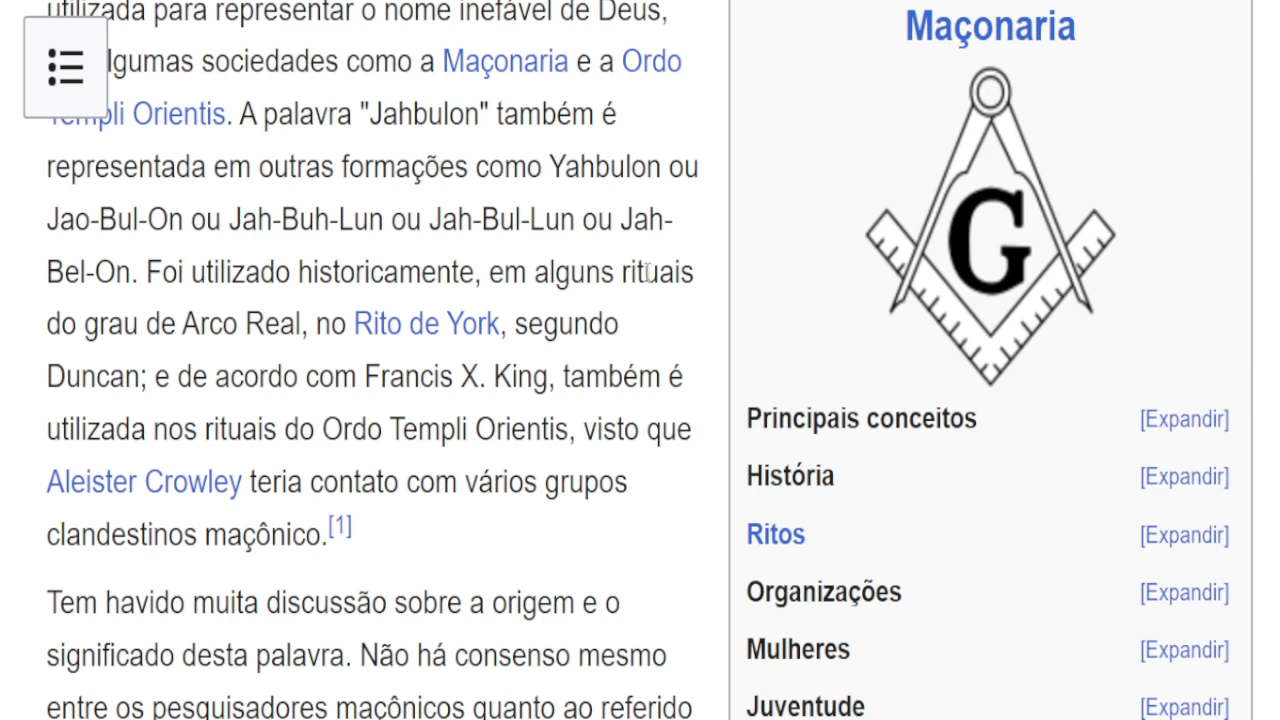 utilizada para representar o nome inefável de Deus,
lgumas sociedades como a Maçonaria e a Ordo
Templi Orientis. A palavra "Jahbulon" também é
representada em outras formações como Yahbulon ou
Jao-Bul-On ou Jah-Buh-Lun ou Jah-Bul-Lun ou Jah-
Bel-On. Foi utilizado historicamente, em alguns rituais
do grau de Arco Real, no Rito de York, segundo
Duncan; e de acordo com Francis X. King, também é
utilizada nos rituais do Ordo Templi Orientis, visto que
Aleister Crowley teria contato com vários grupos
clandestinos maçônico.[1]
Tem havido muita discussão sobre a origem e o
significado desta palavra. Não há consenso mesmo
entre os pesquisadores maçônicos quanto ao referido
Maçonaria
G
Principais conceitos [Expandir]
História [Expandir]
Ritos [Expandir]
Organizações [Expandir]
Mulheres [Expandir]
Juventude [Expandir]